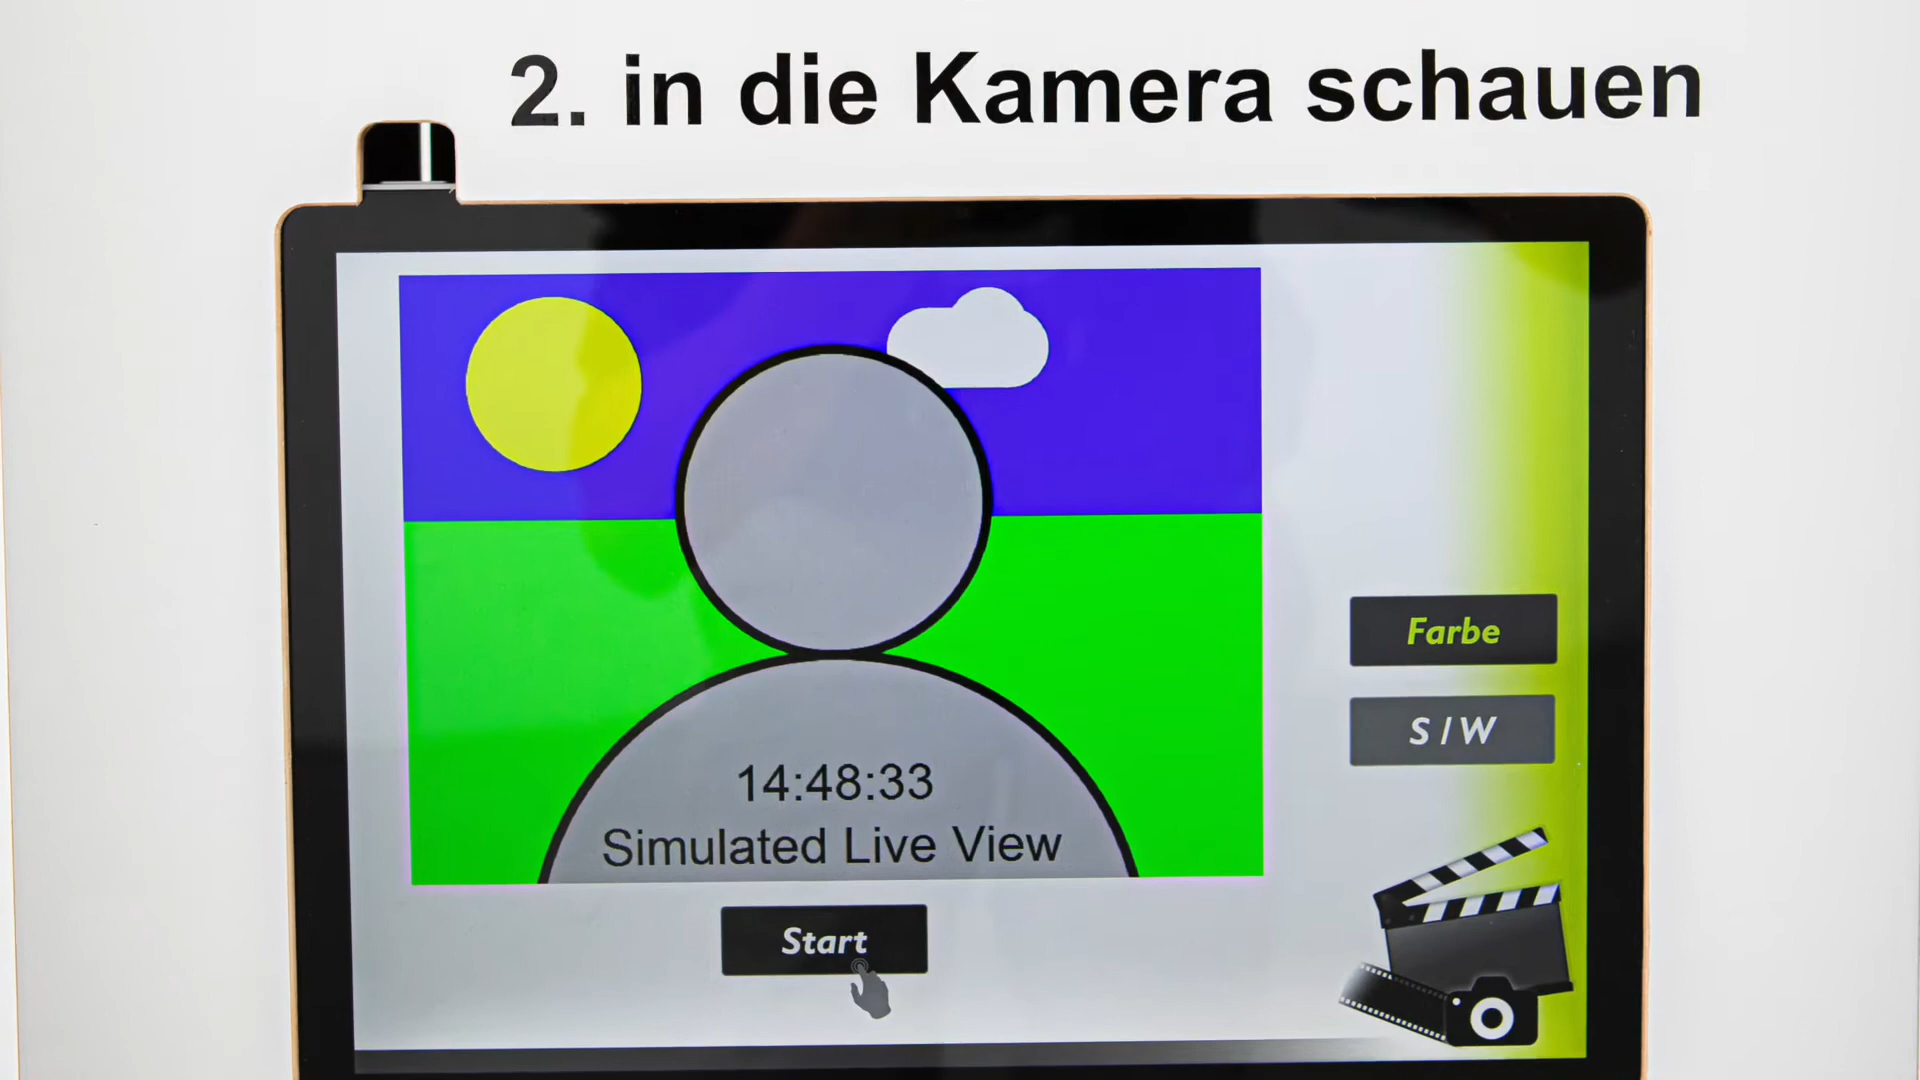 2. in die Kamera schauen
Farbe
S/W
14:48:33
Simulated Live View
Start